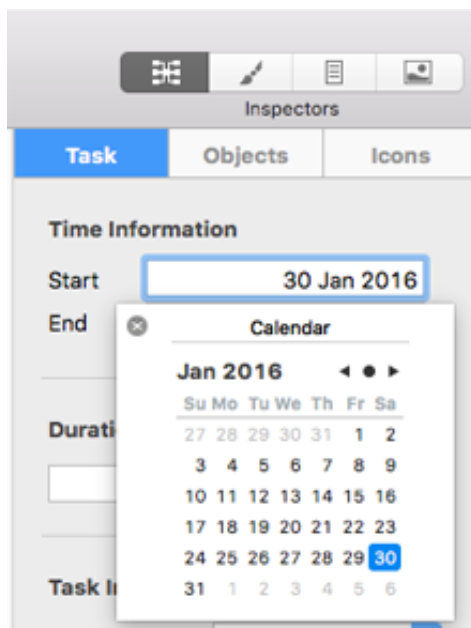 Inspectors
Task Objects Icons
Time Information
Start 30 Jan 2016
End
Calendar
Jan 2016
Su Mo Tu We Th Fr Sa
27 28 29 30 31 1 2
3 4 5 6 7 8 9
10 11 12 13 14 15 16
17 18 19 20 21 22 23
24 25 26 27 28 29 30
31 1 2 3 4 5 6
Durati
Task I